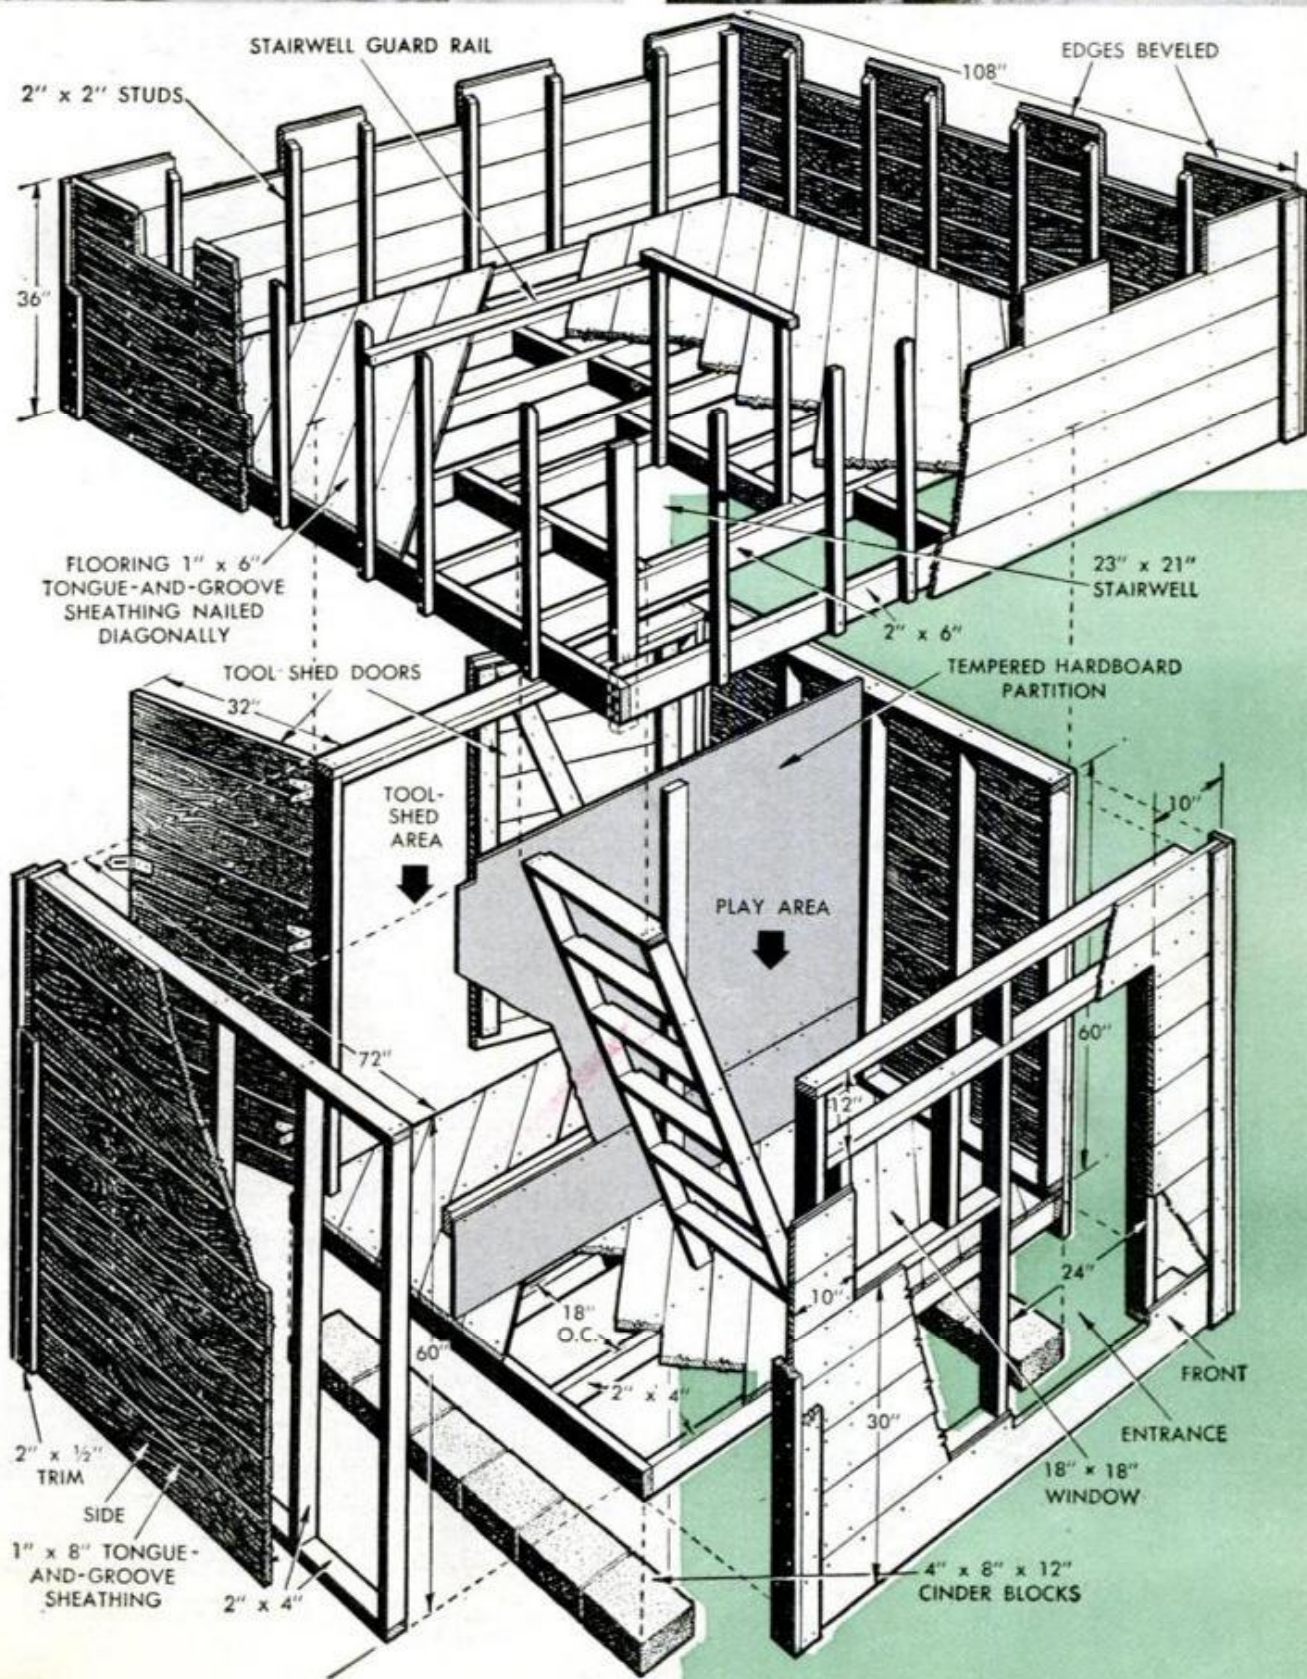 STAIRWELL GUARD RAIL
EDGES BEVELED
108"
2" x 2" STUDS
36"
FLOORING 1" x 6"
TONGUE-AND-GROOVE
SHEATHING NAILED
DIAGONALLY
23" x 21"
STAIRWELL
2" x 6"
TOOL SHED DOORS
TEMPERED HARDBOARD
PARTITION
32"
TOOL-
SHED
AREA
10"
PLAY AREA
60"
72"
12"
24"
10"
18"
O.C.
60"
2" x 4"
30"
FRONT
ENTRANCE
18" x 18"
WINDOW
2" x ½"
TRIM
SIDE
1" x 8" TONGUE-
AND-GROOVE
SHEATHING
2" x 4"
4" x 8" x 12"
CINDER BLOCKS